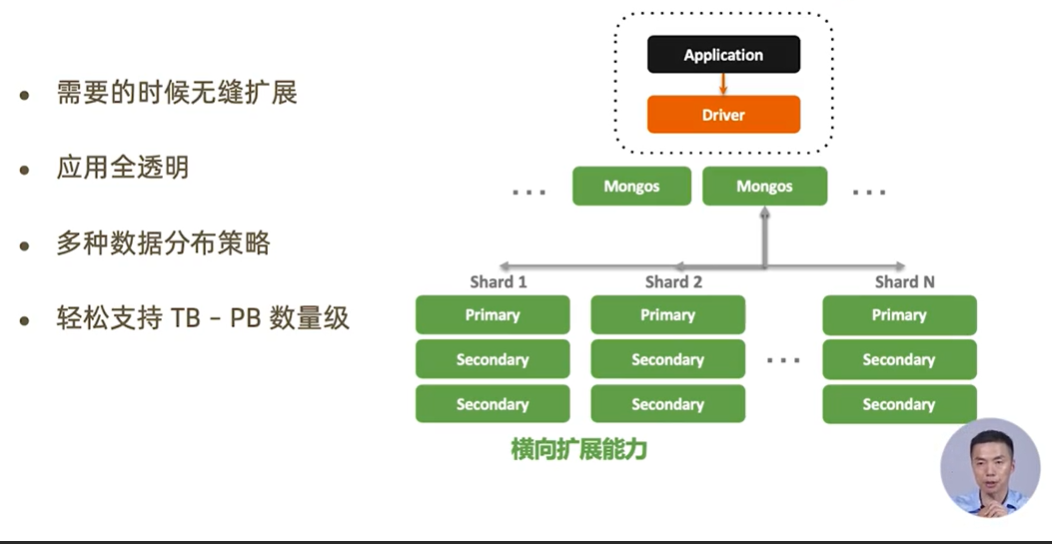 需要的时候无缝扩展
应用全透明
多种数据分布策略
轻松支持 TB – PB 数量级
Application
Driver
... Mongos Mongos ...
Shard 1 Shard 2 Shard N
Primary Primary Primary
Secondary Secondary ... Secondary
Secondary Secondary Secondary
横向扩展能力